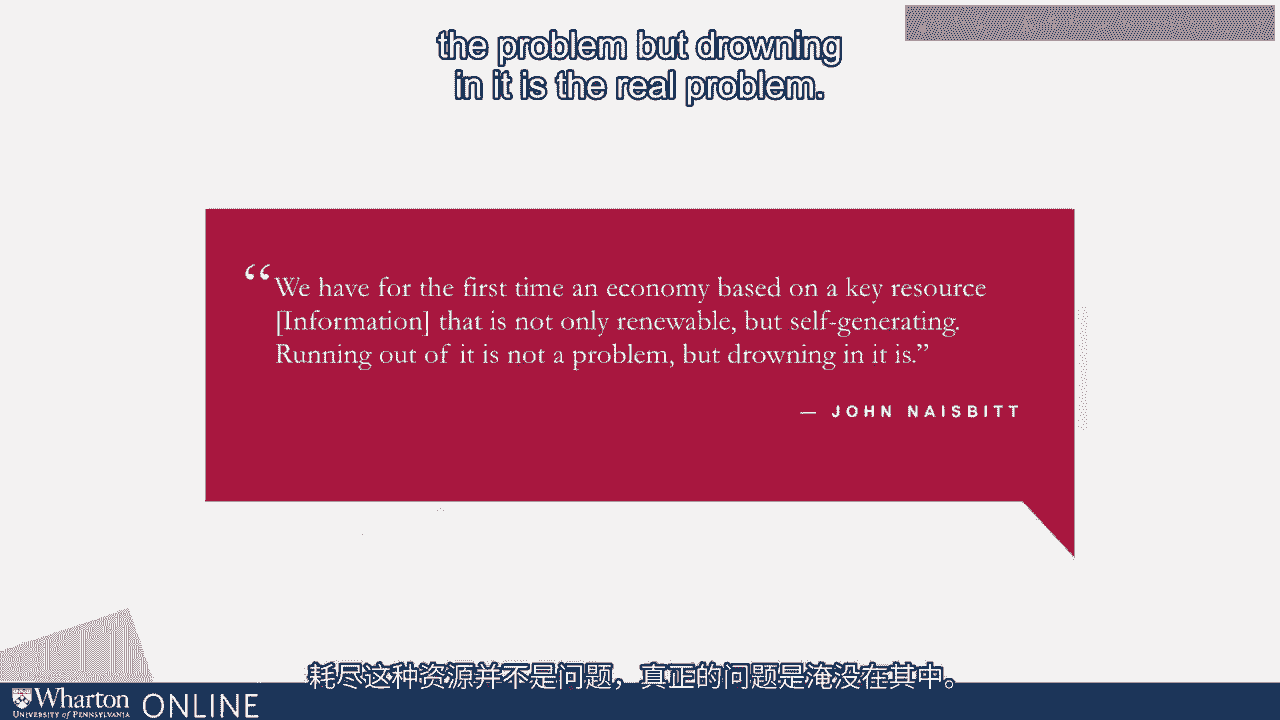 the problem but drowning
in it is the real problem.
“We have for the first time an economy based on a key resource
[Information] that is not only renewable, but self-generating.
Running out of it is not a problem, but drowning in it is.”
— JOHN NAISBITT
耗尽这种资源并不是问题，真正的问题是淹没在其中。
Wharton
UNIVERSITY of PENNSYLVANIA
ONLINE